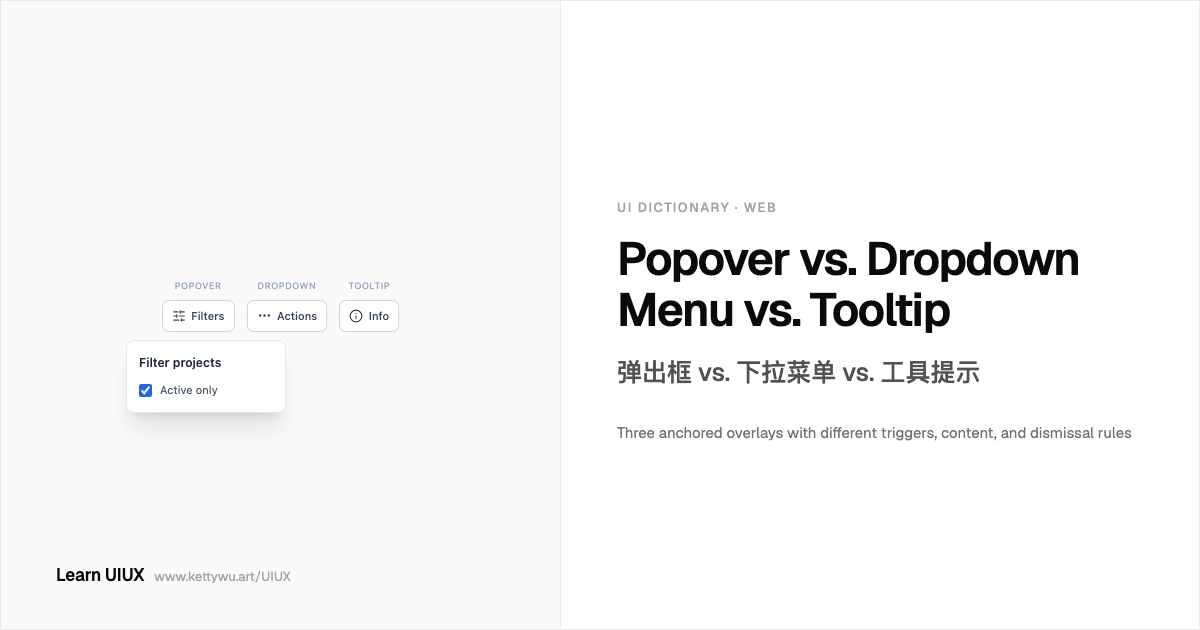 POPOVER DROPDOWN TOOLTIP
Filters Actions Info
Filter projects
Active only
Learn UIUX www.kettywu.art/UIUX
UI DICTIONARY · WEB
Popover vs. Dropdown
Menu vs. Tooltip
弹出框 vs. 下拉菜单 vs. 工具提示
Three anchored overlays with different triggers, content, and dismissal rules